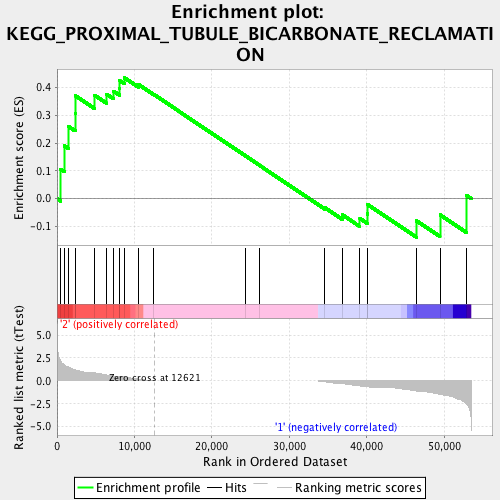 Enrichment plot:
KEGG_PROXIMAL_TUBULE_BICARBONATE_RECLAMATI
ON
Enrichment score (ES)
0.4
0.3
0.2
0.1
0.0
-0.1
'2' (positively correlated)
Ranked list metric (tTest)
5.0
2.5
0.0
-2.5
-5.0
Zero cross at 12621
'1' (negatively correlated)
0
10,000
20,000
30,000
40,000
50,000
Rank in Ordered Dataset
Enrichment profile
Hits
Ranking metric scores